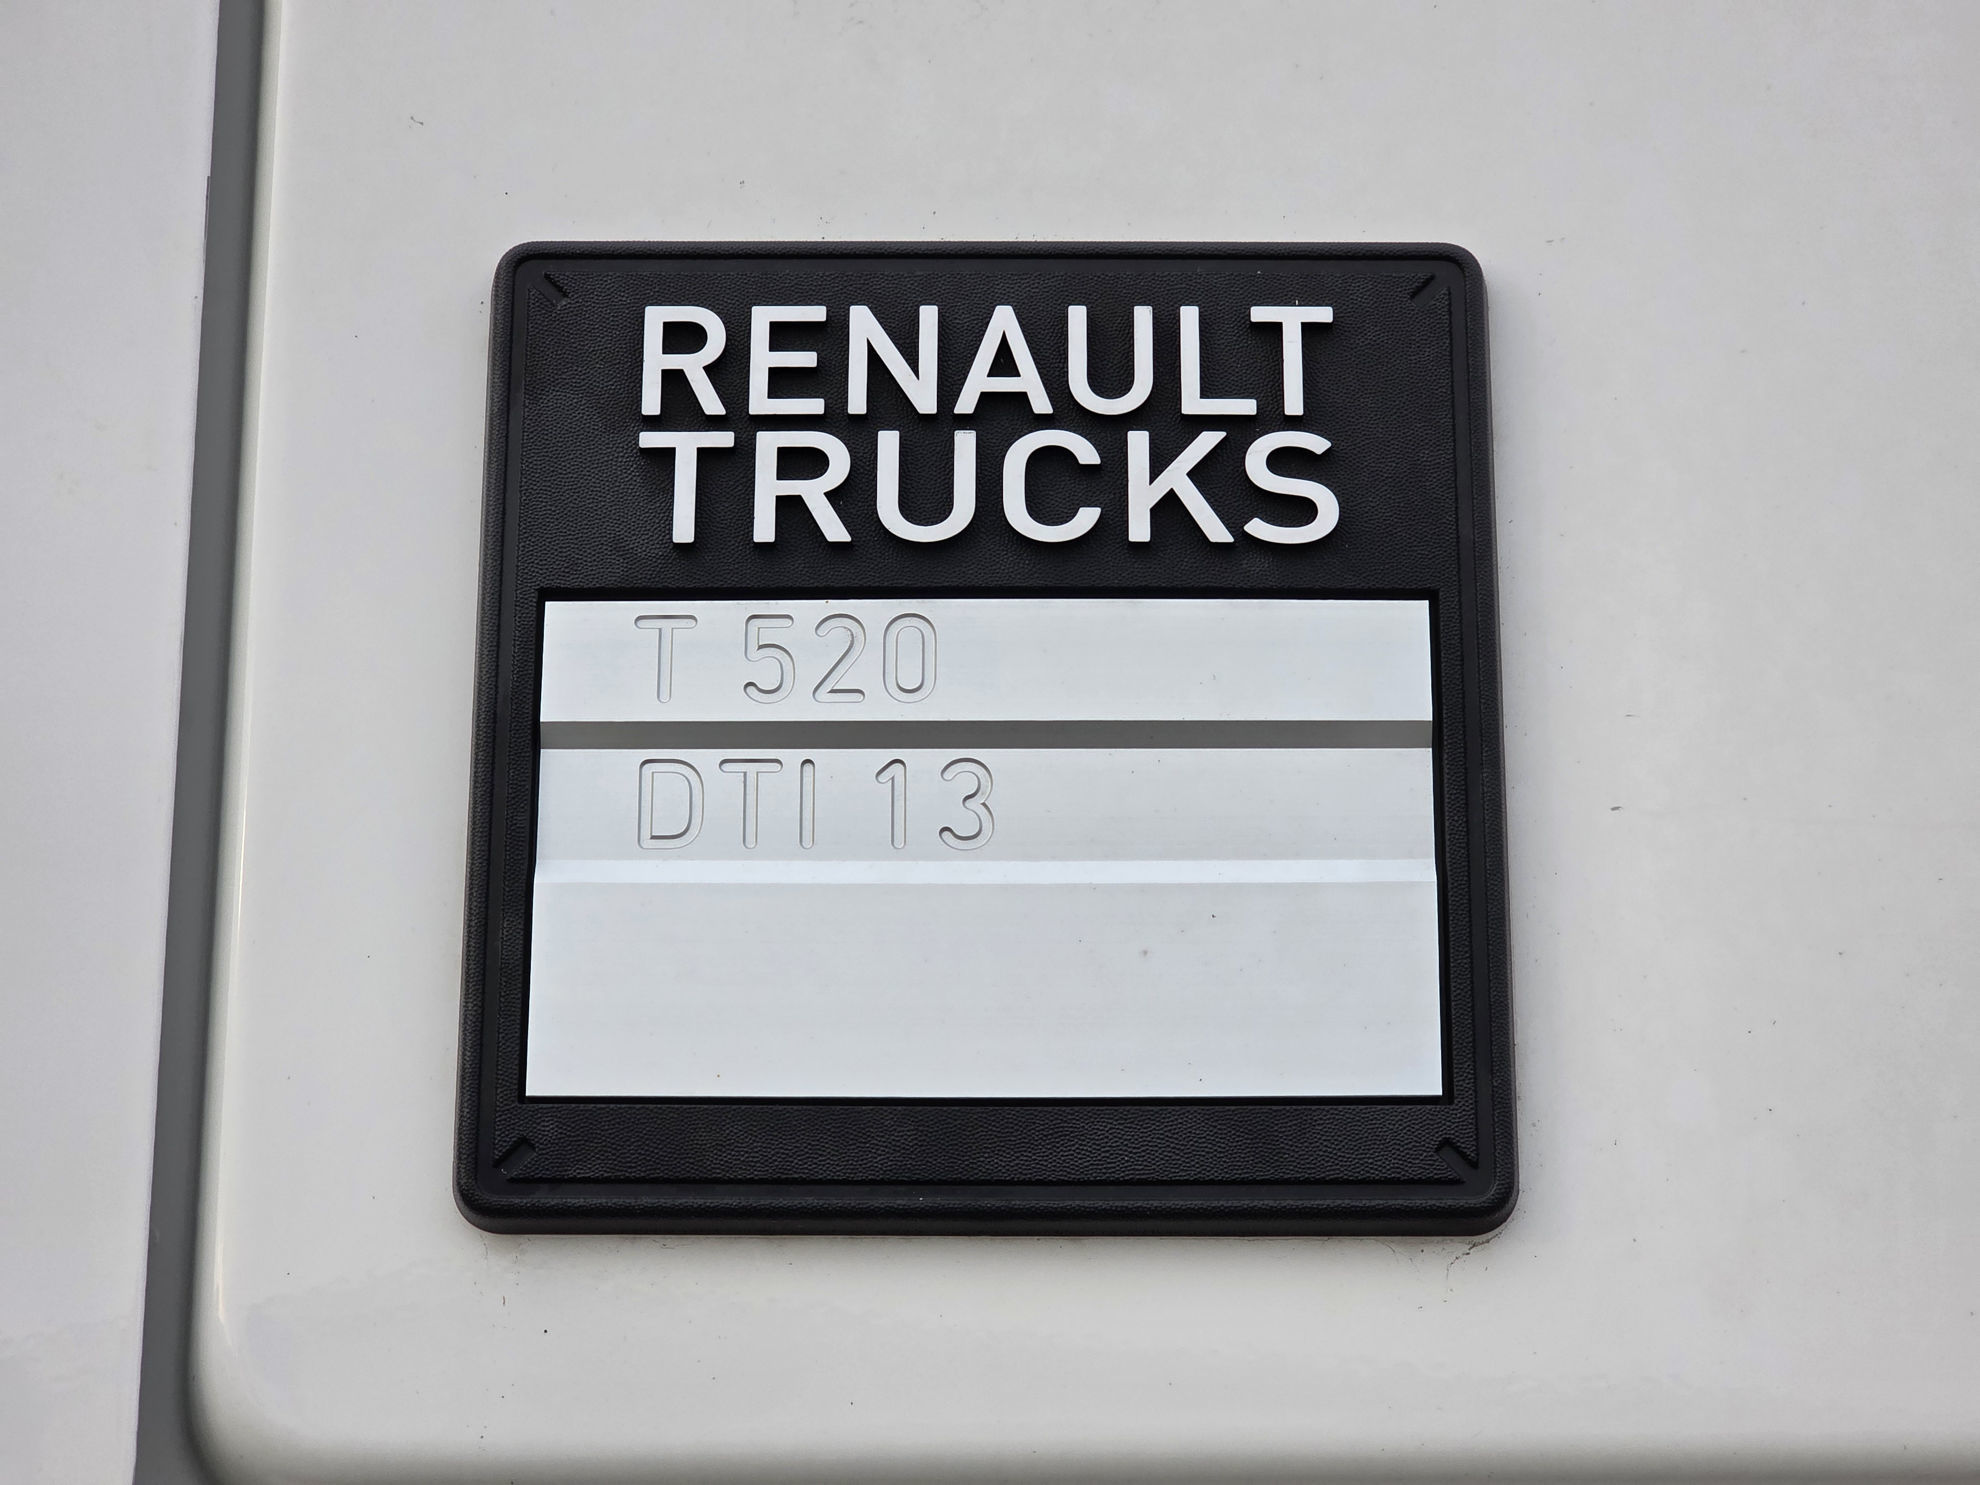 RENAULT
TRUCKS
T 520
DTI 13